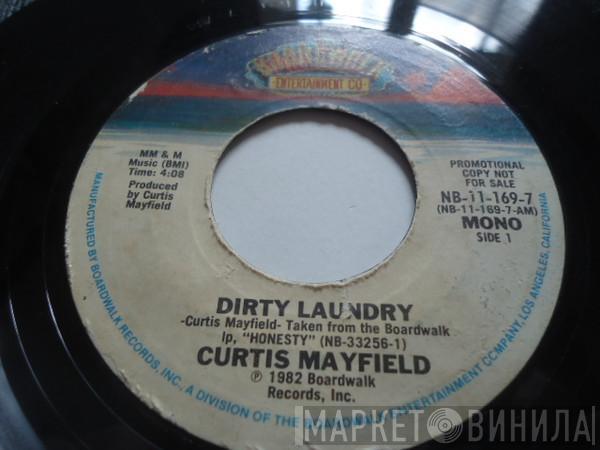 BOARDWALK
ENTERTAINMENT CO
MM & M
Music (BMI)
Time: 4:08
Produced
by Curtis
Mayfield
PROMOTIONAL
COPY NOT
FOR SALE
NB-11-169-7
(NB-11-169-7-AM)
MONO
SIDE 1
DIRTY LAUNDRY
-Curtis Mayfield- Taken from the Boardwalk
lp, "HONESTY" (NB-33256-1)
CURTIS MAYFIELD
℗ 1982 Boardwalk
Records, Inc.
MANUFACTURED BY BOARDWALK RECORDS, INC., A DIVISION OF THE BOARDWALK ENTERTAINMENT COMPANY, LOS ANGELES, CALIFORNIA
МАРКЕТ ВИНИЛА